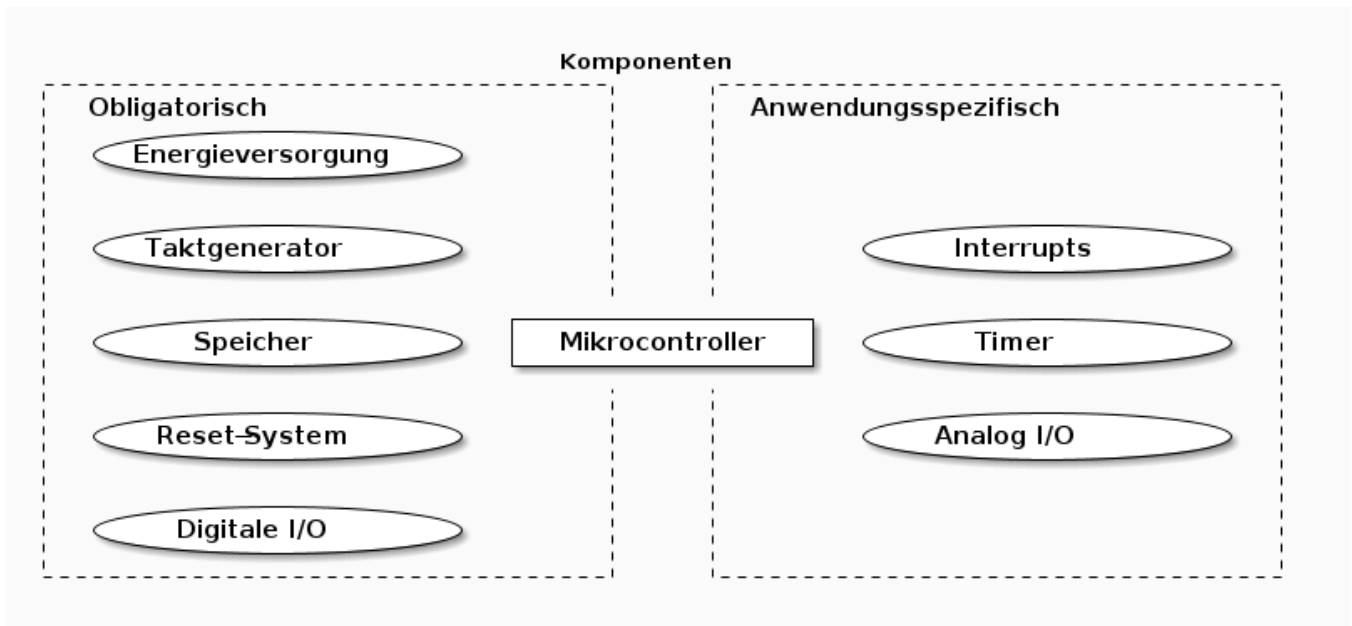 Komponenten
Obligatorisch
Energieversorgung
Taktgenerator
Speicher
Reset-System
Digitale I/O
Mikrocontroller
Anwendungsspezifisch
Interrupts
Timer
Analog I/O